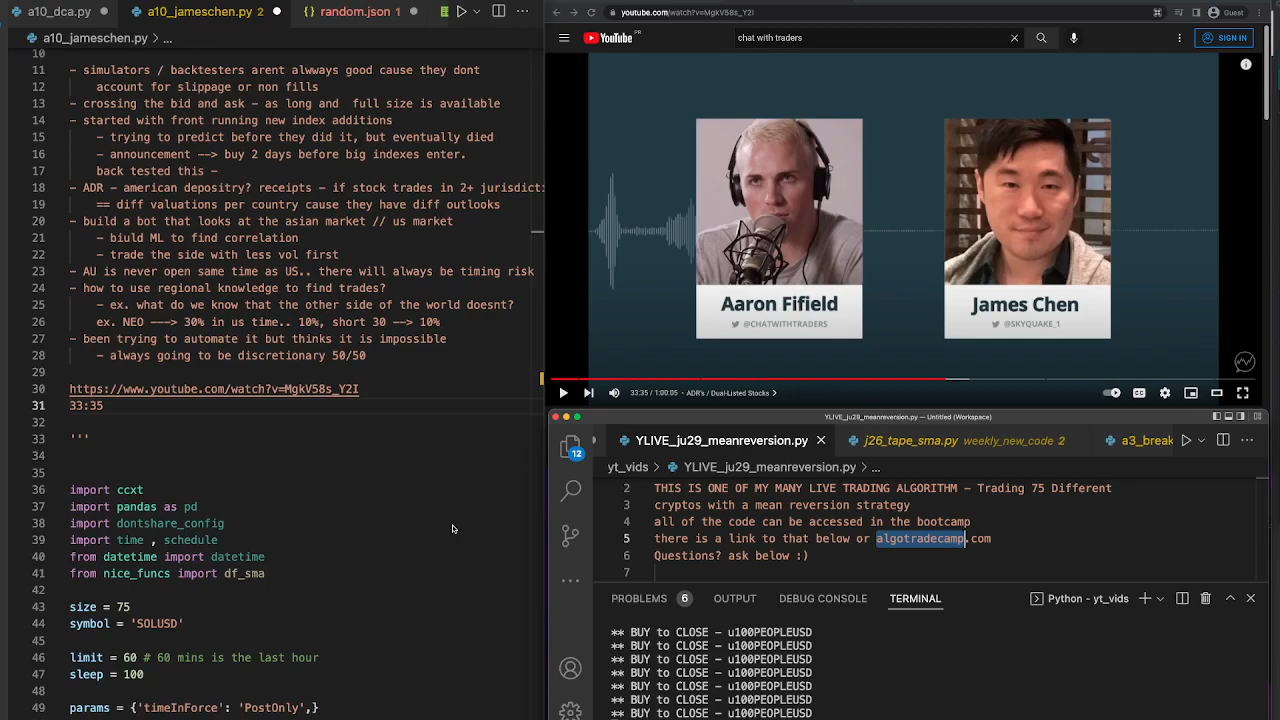 a10_dca.py
a10_jameschen.py 2
random.json 1
a10_jameschen.py > ...
10
11 - simulators / backtesters arent alwways good cause they dont
12 account for slippage or non fills
13 - crossing the bid and ask - as long and  full size is available
14 - started with front running new index additions
15 - trying to predict before they did it, but eventually died
16 - announcement --> buy 2 days before big indexes enter.
17 back tested this -
18 - ADR - american depositry? receipts - if stock trades in 2+ jurisdict
19 == diff valuations per country cause they have diff outlooks
20 - build a bot that looks at the asian market // us market
21 - biuld ML to find correlation
22 - trade the side with less vol first
23 - AU is never open same time as US.. there will always be timing risk
24 - how to use regional knowledge to find trades?
25 - ex. what do we know that the other side of the world doesnt?
26 ex. NEO ---> 30% in us time.. 10%, short 30 --> 10%
27 - been trying to automate it but thinks it is impossible
28 - always going to be discretionary 50/50
29
30 https://www.youtube.com/watch?v=MgkV58s_Y2I
31 33:35
32
33 '''
34
35
36 import ccxt
37 import pandas as pd
38 import dontshare_config
39 import time , schedule
40 from datetime import datetime
41 from nice_funcs import df_sma
42
43 size = 75
44 symbol = 'SOLUSD'
45
46 limit = 60 # 60 mins is the last hour
47 sleep = 100
48
49 params = {'timeInForce': 'PostOnly',}
youtube.com/watch?v=MgkV58s_Y2I
Guest
YouTube PR
chat with traders
SIGN IN
Aaron Fifield
@CHATWITHTRADERS
James Chen
@SKYQUAKE_1
33:35 / 1:00:05 • ADR's / Dual-Listed Stocks >
YLIVE_ju29_meanreversion.py — Untitled (Workspace)
12
YLIVE_ju29_meanreversion.py
j26_tape_sma.py weekly_new_code 2
a3_break
yt_vids > YLIVE_ju29_meanreversion.py > ...
2 THIS IS ONE OF MY MANY LIVE TRADING ALGORITHM - Trading 75 Different
3 cryptos with a mean reversion strategy
4 all of the code can be accessed in the bootcamp
5 there is a link to that below or algotradecamp.com
6 Questions? ask below :)
7
PROBLEMS 6 OUTPUT DEBUG CONSOLE TERMINAL
Python - yt_vids
** BUY to CLOSE - u100PEOPLEUSD
** BUY to CLOSE - u100PEOPLEUSD
** BUY to CLOSE - u100PEOPLEUSD
** BUY to CLOSE - u100PEOPLEUSD
** BUY to CLOSE - u100PEOPLEUSD
** BUY to CLOSE - u100PEOPLEUSD
** BUY to CLOSE - u100PEOPLEUSD